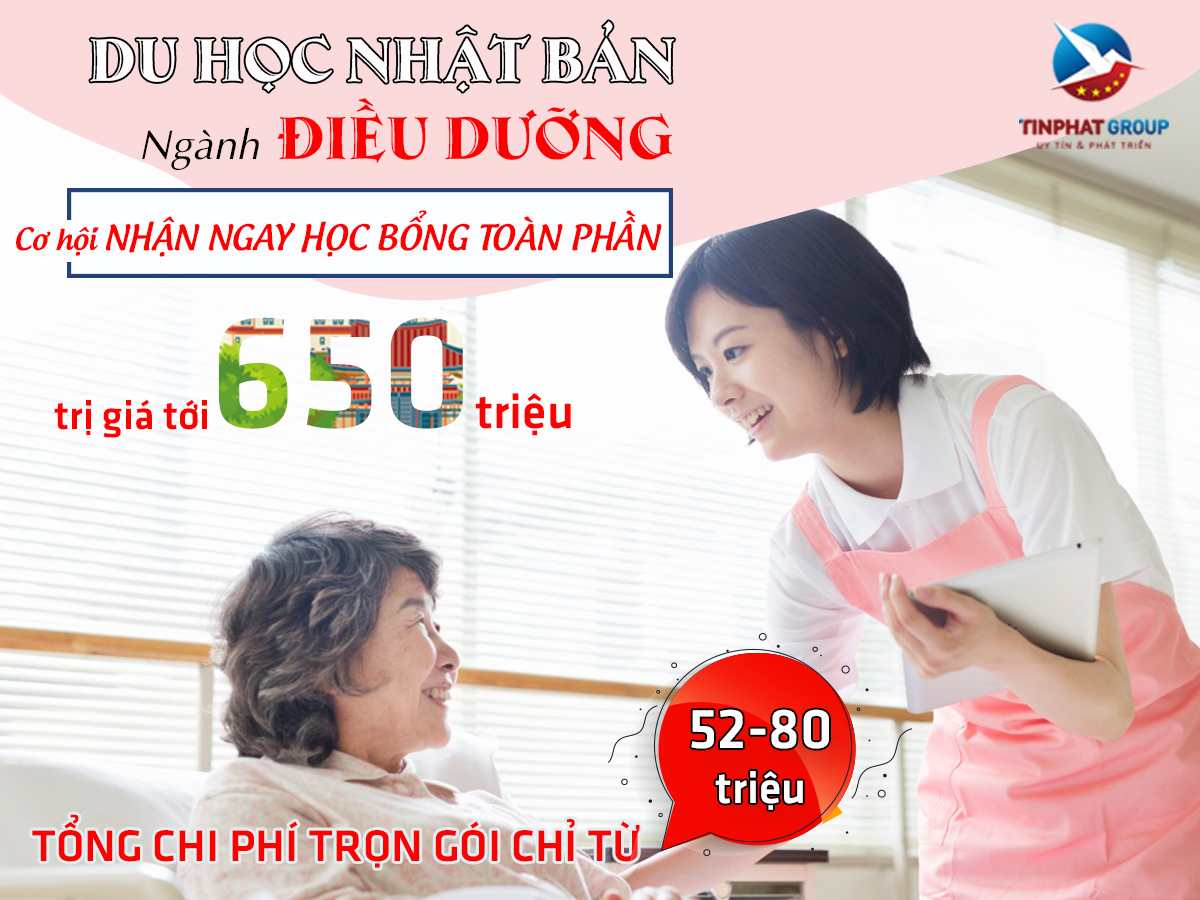 DU HỌC NHẬT BẢN
Ngành ĐIỀU DƯỠNG
TINPHAT GROUP
UY TÍN & PHÁT TRIỂN
Cơ hội NHẬN NGAY HỌC BỔNG TOÀN PHẦN
trị giá tới 650 triệu
52-80
triệu
TỔNG CHI PHÍ TRỌN GÓI CHỈ TỪ